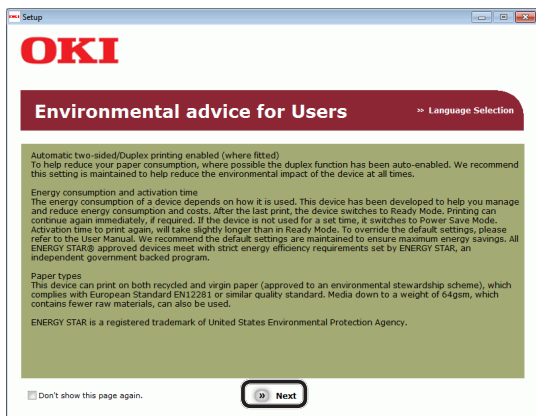 OKI Setup
OKI
Environmental advice for Users
» Language Selection
Automatic two-sided/Duplex printing enabled (where fitted)
To help reduce your paper consumption, where possible the duplex function has been auto-enabled. We recommend
this setting is maintained to help reduce the environmental impact of the device at all times.
Energy consumption and activation time
The energy consumption of a device depends on how it is used. This device has been developed to help you manage
and reduce energy consumption and costs. After the last print, the device switches to Ready Mode. Printing can
continue again immediately, if required. If the device is not used for a set time, it switches to Power Save Mode.
Activation time to print again, will take slightly longer than in Ready Mode. To override the default settings, please
refer to the User Manual. We recommend the default settings are maintained to ensure maximum energy savings. All
ENERGY STAR® approved devices meet with strict energy efficiency requirements set by ENERGY STAR, an
independent government backed program.
Paper types
This device can print on both recycled and virgin paper (approved to an environmental stewardship scheme), which
complies with European Standard EN12281 or similar quality standard. Media down to a weight of 64gsm, which
contains fewer raw materials, can also be used.
ENERGY STAR is a registered trademark of United States Environmental Protection Agency.
Don't show this page again.
» Next